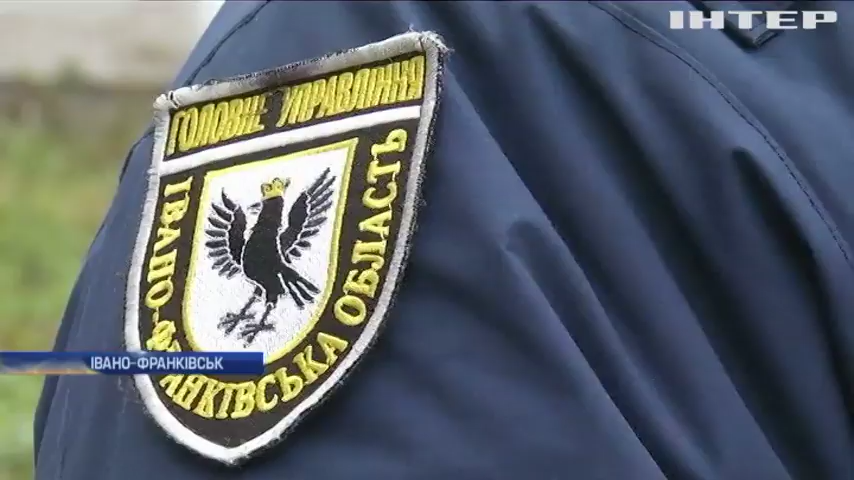 ІНТЕР
ГОЛОВНЕ УПРАВЛІННЯ
ІВАНО-ФРАНКІВСЬКА ОБЛАСТЬ
ІВАНО-ФРАНКІВСЬК